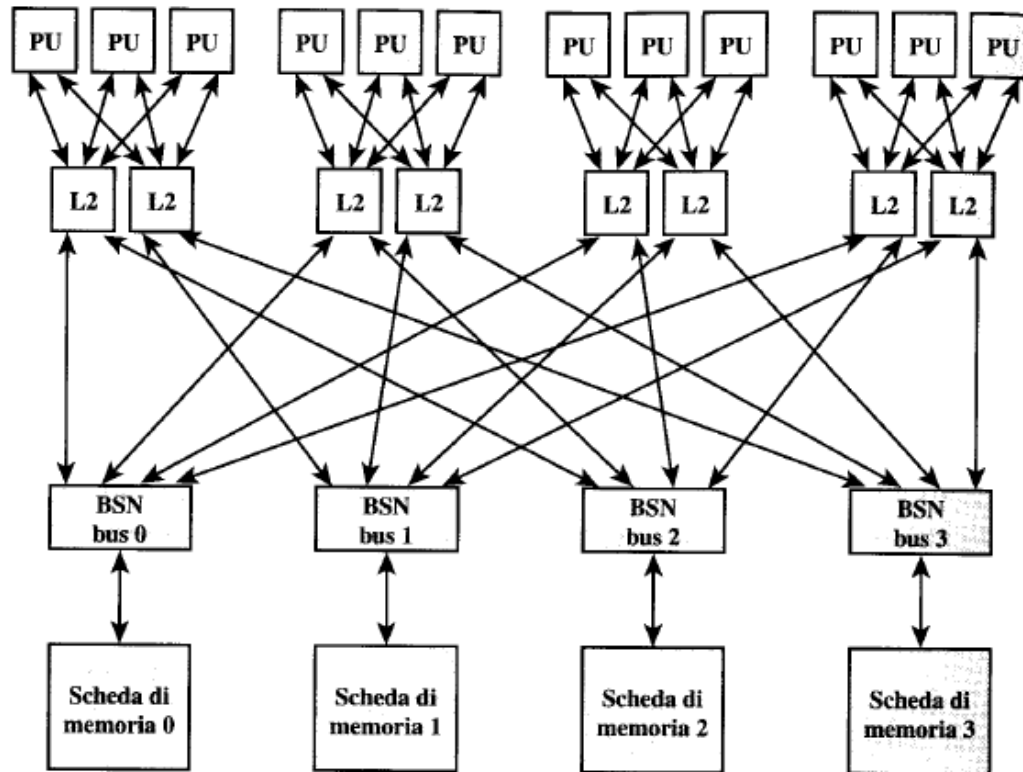 PU PU PU PU PU PU PU PU PU PU PU PU
L2 L2 L2 L2 L2 L2 L2 L2
BSN BSN BSN BSN
bus 0 bus 1 bus 2 bus 3
Scheda di Scheda di Scheda di Scheda di
memoria 0 memoria 1 memoria 2 memoria 3